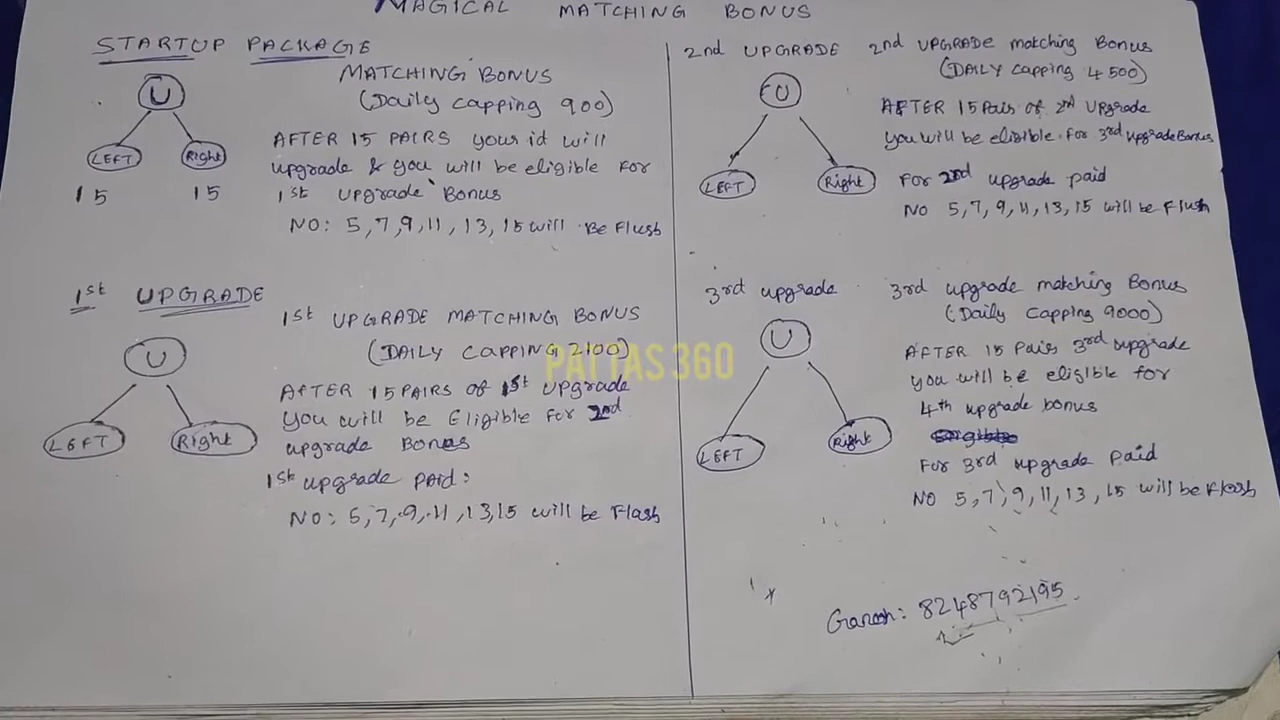 MAGICAL MATCHING BONUS
STARTUP PACKAGE
U
LEFT Right
15 15
MATCHING BONUS
(Daily capping 900)
AFTER 15 PAIRS your id will
upgrade & you will be eligible For
1st upgrade Bonus
NO: 5,7,9,11,13,15 will Be Flush
1st UPGRADE
U
LEFT Right
1st UPGRADE MATCHING BONUS
(DAILY CAPPING 2100)
AFTER 15 PAIRS of 1st upgrade
you will be Eligible for 2nd
upgrade Bonus
1st upgrade PAID:
NO: 5,7,9,11,13,15 will be Flash
2nd UPGRADE
U
LEFT Right
2nd UPGRADE matching Bonus
(DAILY Capping 4500)
AFTER 15 Pair of 2nd upgrade
you will be eligible for 3rd upgrade Bonus
For 2nd upgrade paid
NO 5,7,9,11,13,15 will be Flush
3rd upgrade
U
LEFT Right
3rd upgrade matching Bonus
(Daily Capping 9000)
AFTER 15 Pairs 3rd upgrade
you will be eligible for
4th upgrade bonus
For 3rd upgrade Paid
NO 5,7,9,11,13,15 will be Flash
Ganesh: 8248792195
PATTAS 360